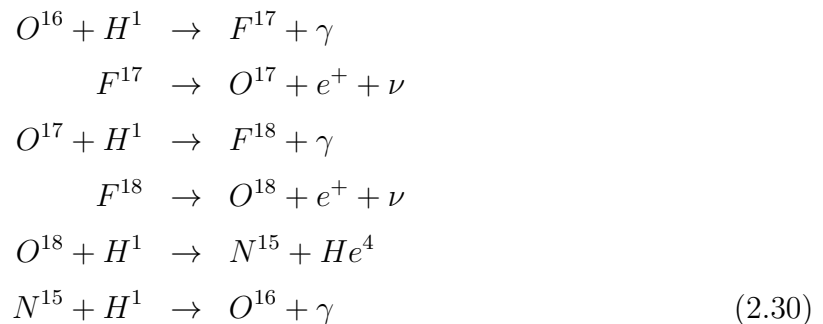 O^{16} + H^{1} → F^{17} + γ
F^{17} → O^{17} + e^{+} + ν
O^{17} + H^{1} → F^{18} + γ
F^{18} → O^{18} + e^{+} + ν
O^{18} + H^{1} → N^{15} + He^{4}
N^{15} + H^{1} → O^{16} + γ (2.30)